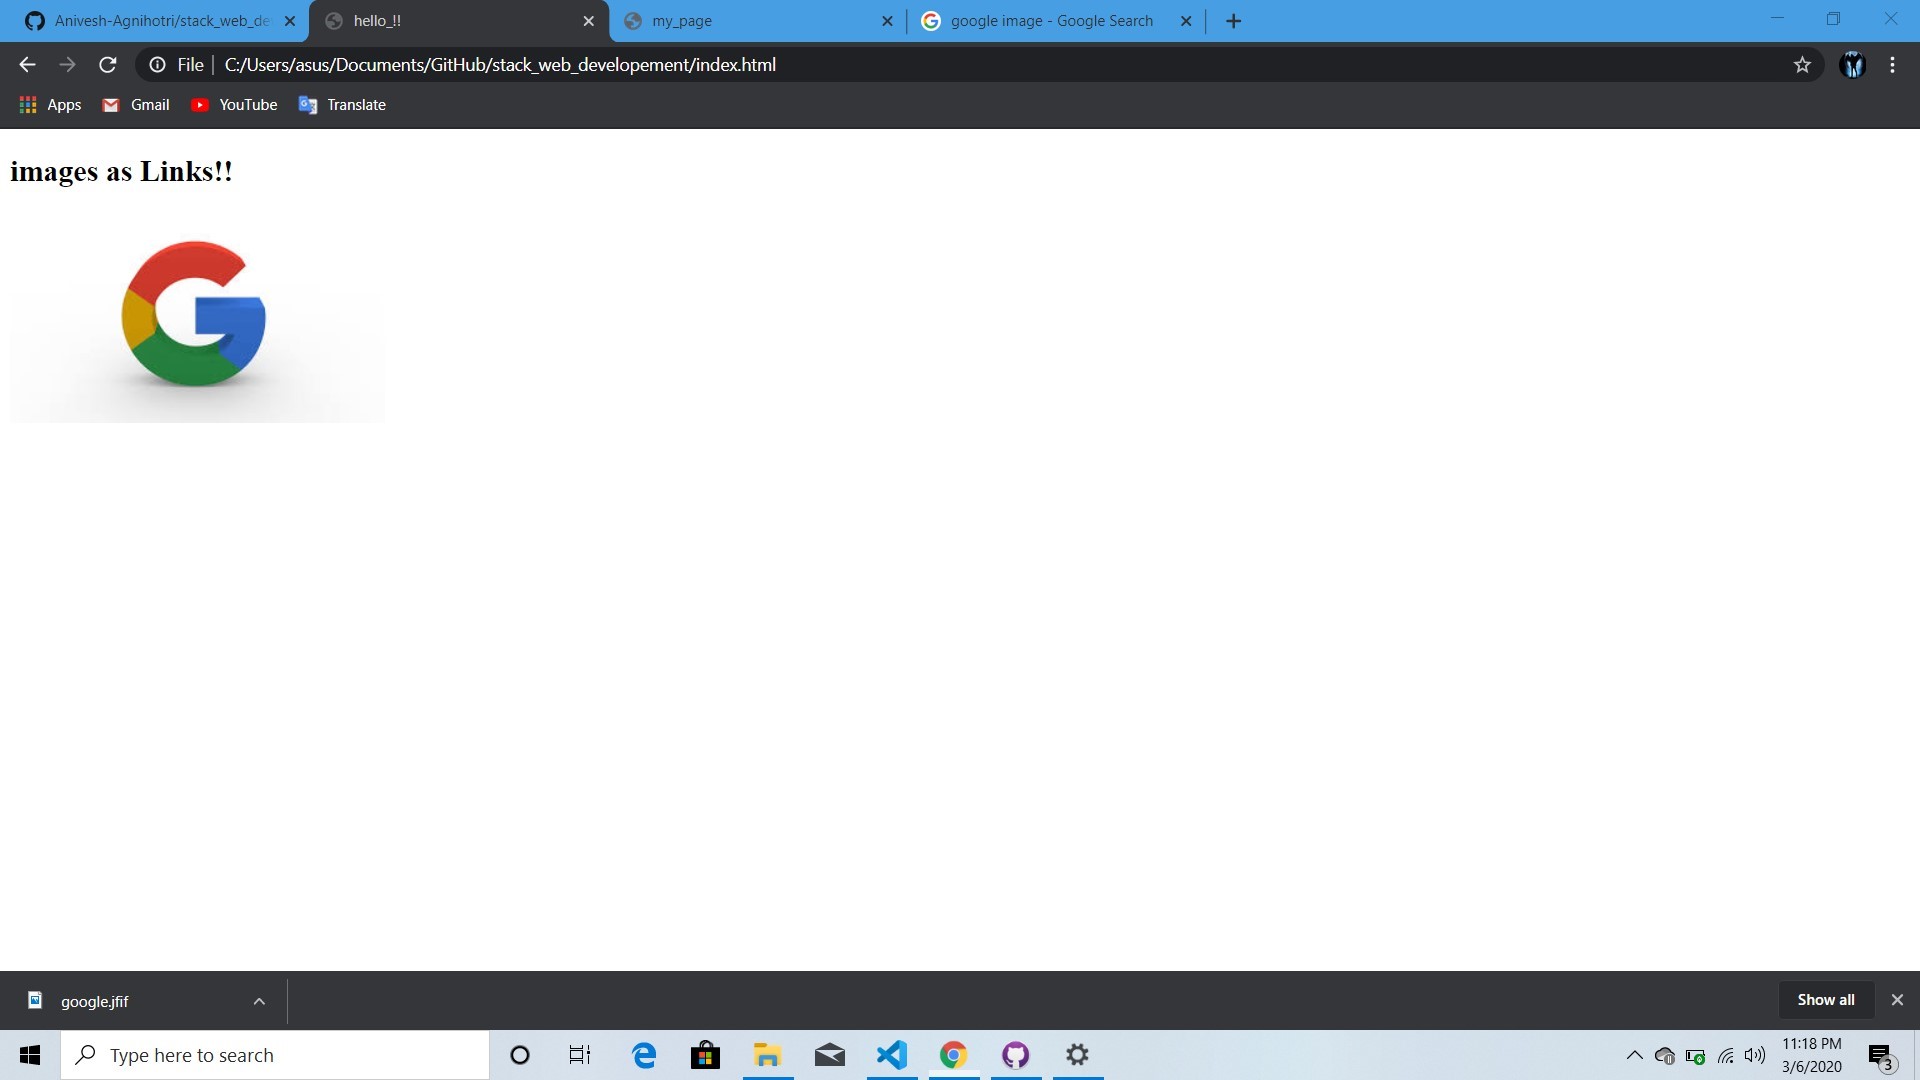 Anivesh-Agnihotri/stack_web_de
hello_!!
my_page
google image - Google Search
File
C:/Users/asus/Documents/GitHub/stack_web_developement/index.html
Apps
Gmail
YouTube
Translate
images as Links!!
google.jfif
Show all
Type here to search
11:18 PM
3/6/2020
3